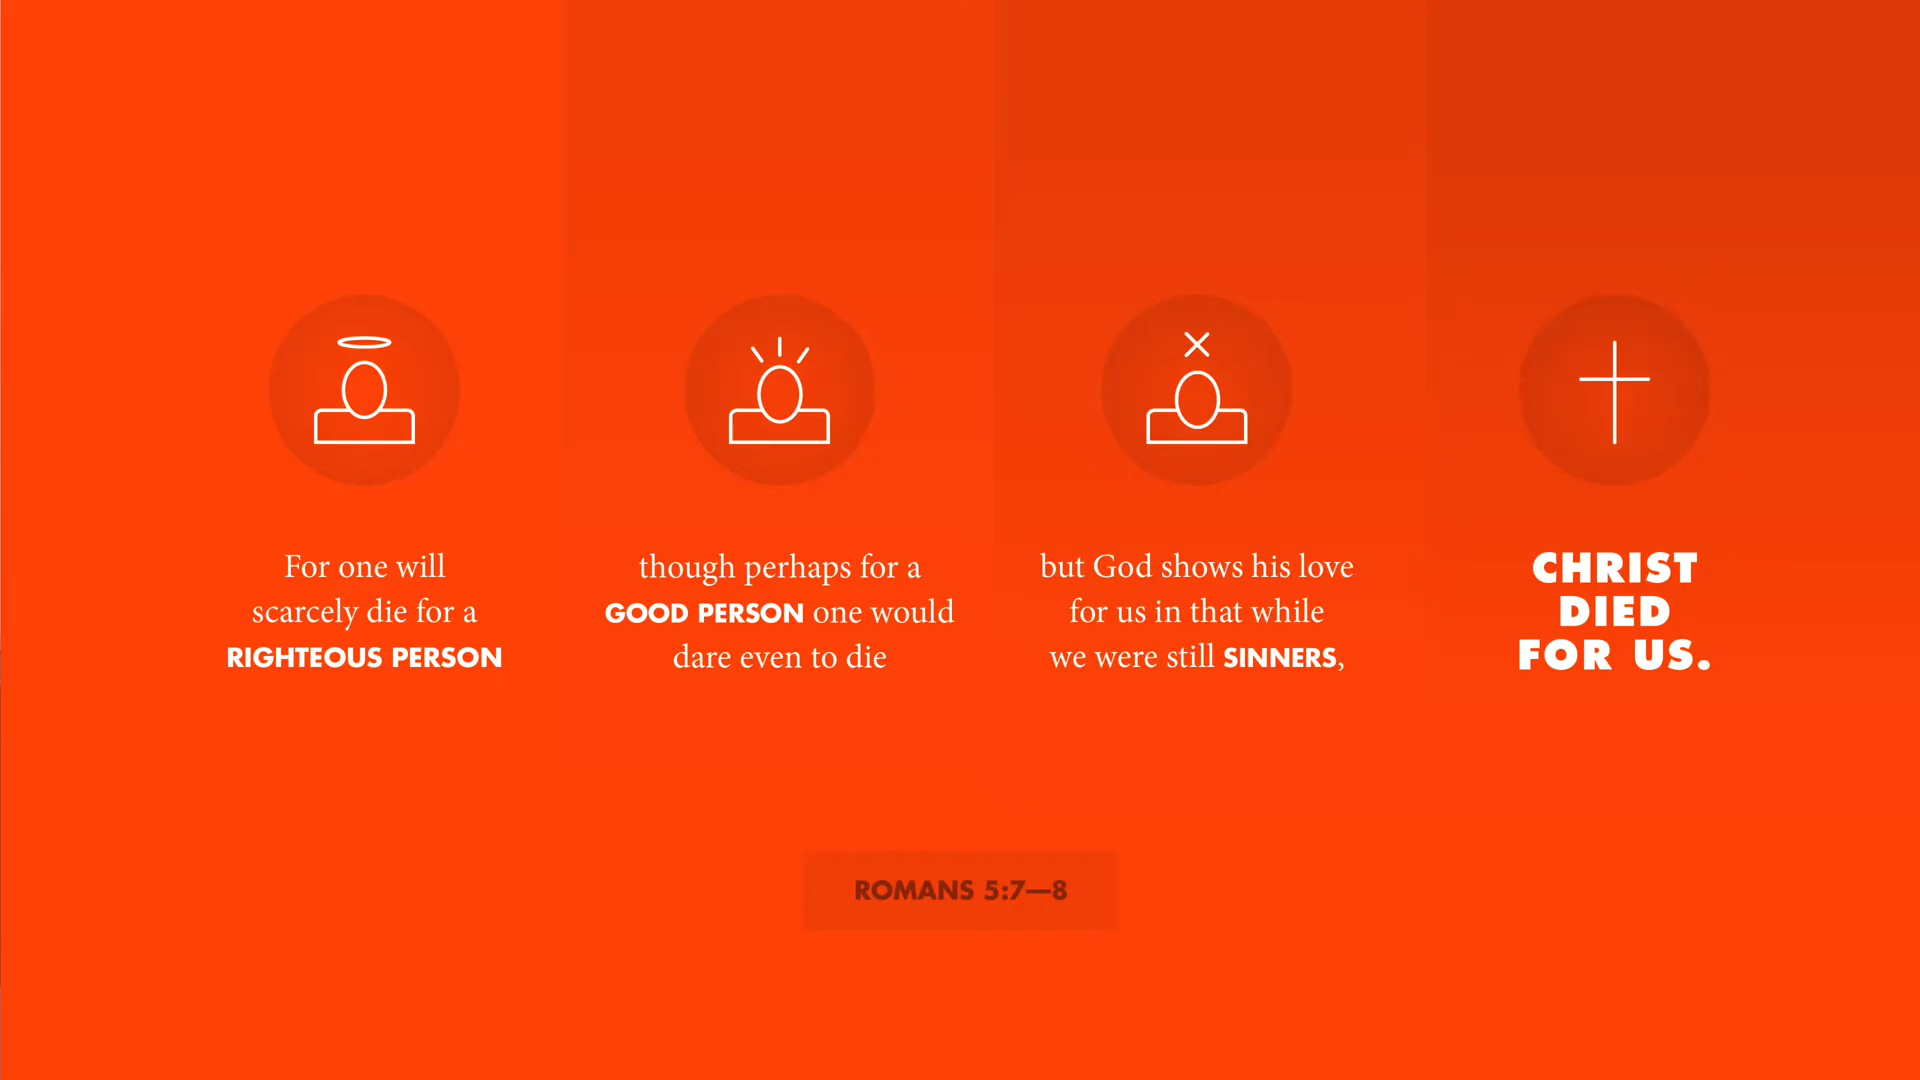 For one will
scarcely die for a
RIGHTEOUS PERSON
though perhaps for a
GOOD PERSON one would
dare even to die
but God shows his love
for us in that while
we were still SINNERS,
CHRIST
DIED
FOR US.
ROMANS 5:7—8